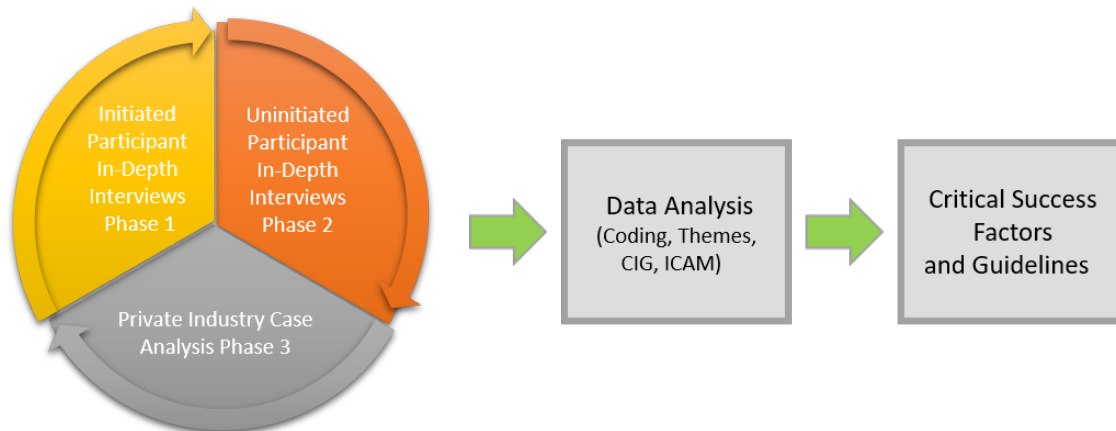 Initiated
Participant
In-Depth
Interviews
Phase 1
Uninitiated
Participant
In-Depth
Interviews
Phase 2
Private Industry Case
Analysis Phase 3
Data Analysis
(Coding, Themes,
CIG, ICAM)
Critical Success
Factors
and Guidelines